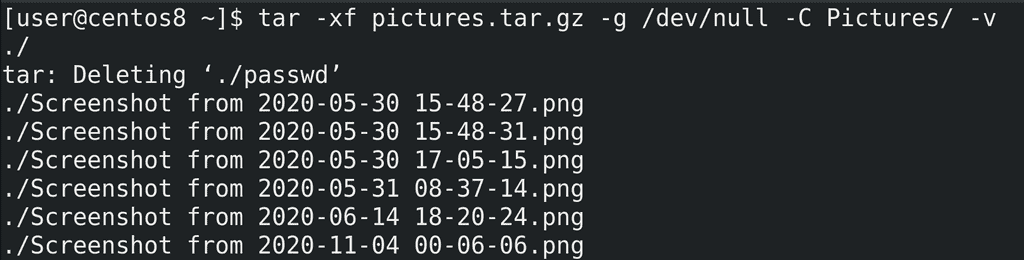 [user@centos8 ~]$ tar -xf pictures.tar.gz -g /dev/null -C Pictures/ -v
./
tar: Deleting ‘./passwd’
./Screenshot from 2020-05-30 15-48-27.png
./Screenshot from 2020-05-30 15-48-31.png
./Screenshot from 2020-05-30 17-05-15.png
./Screenshot from 2020-05-31 08-37-14.png
./Screenshot from 2020-06-14 18-20-24.png
./Screenshot from 2020-11-04 00-06-06.png